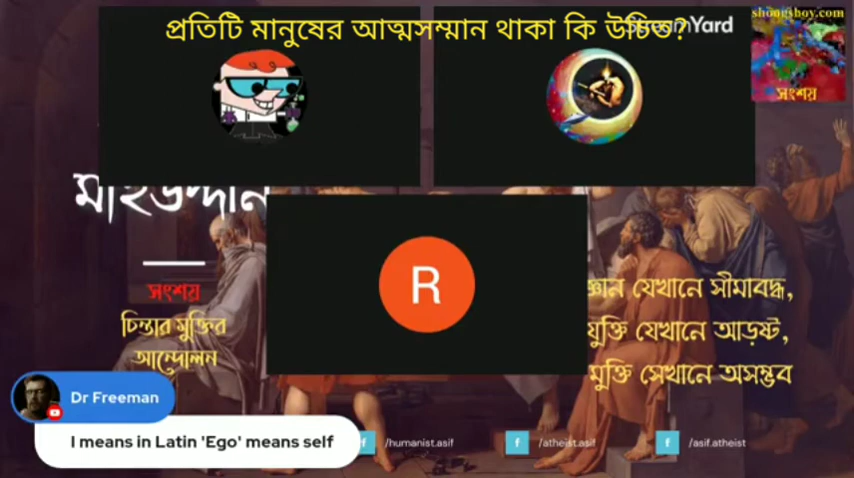 প্রতিটি মানুষের আত্মসম্মান থাকা কি উচিত?
StreamYard
shongshoy.com
সংশয়
সংশয়
চিন্তার মুক্তির
আন্দোলন
R
জ্ঞান যেখানে সীমাবদ্ধ,
যুক্তি যেখানে আড়ষ্ট,
মুক্তি সেখানে অসম্ভব
Dr Freeman
I means in Latin 'Ego' means self
/humanist.asif
/atheist.asif
/asif.atheist